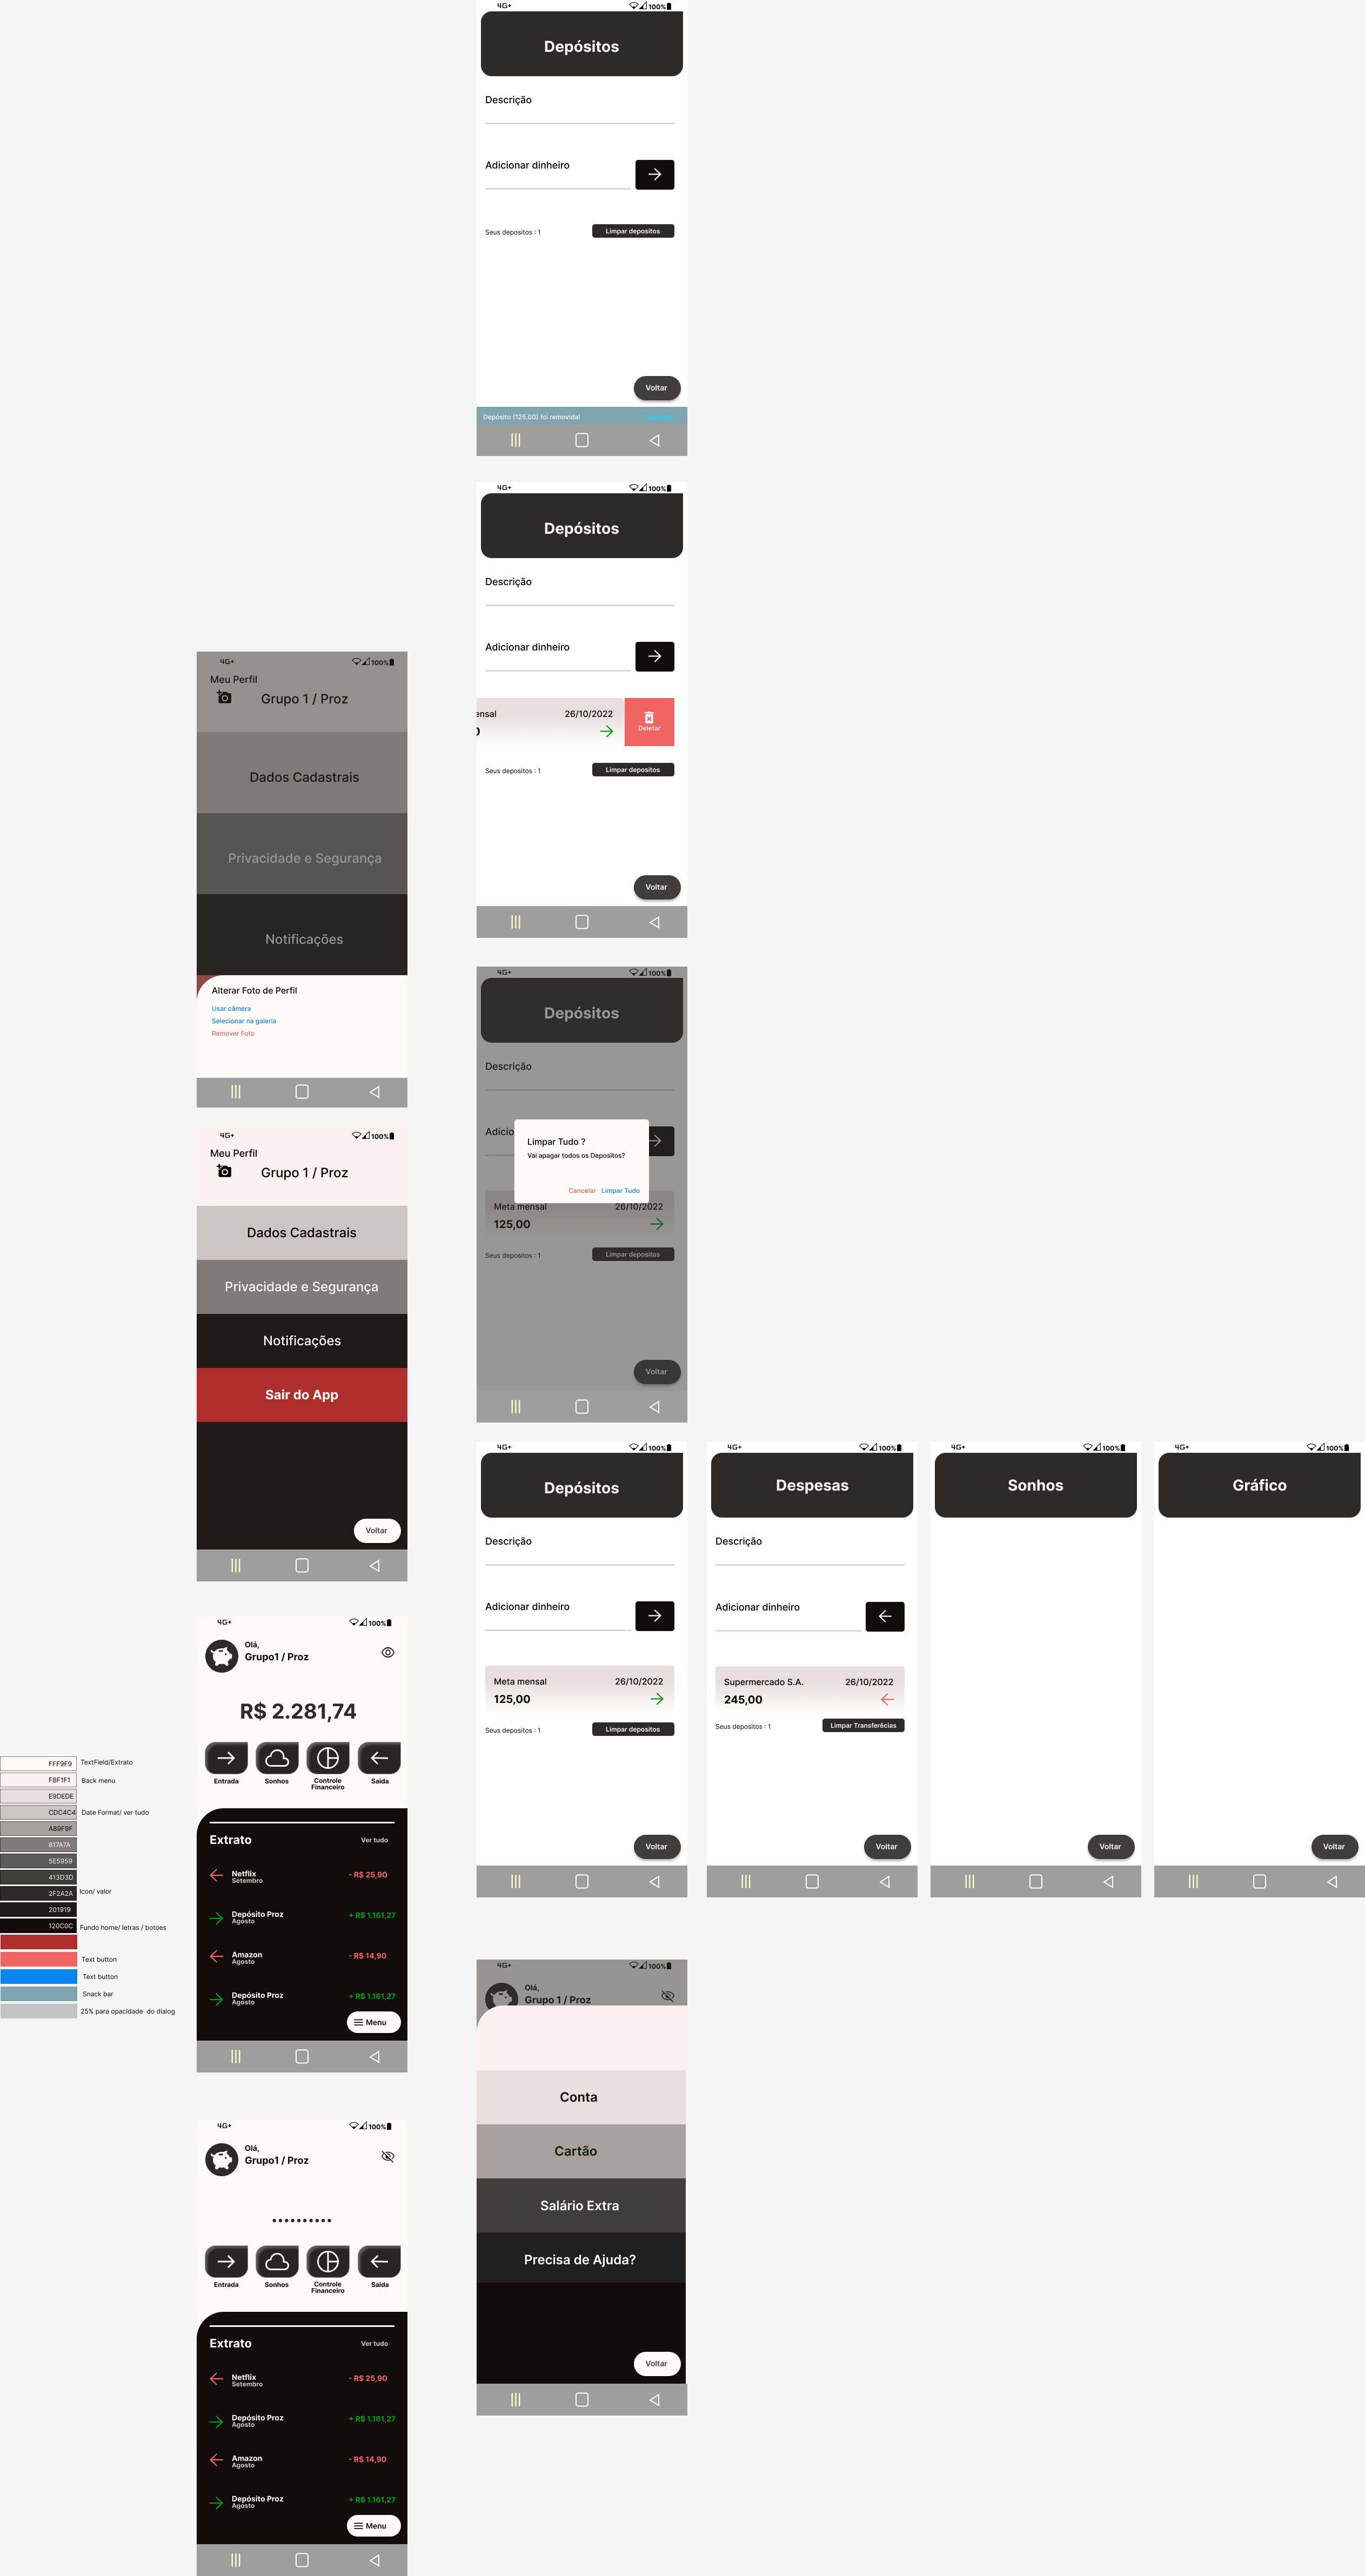 4G+ 100%
Depósitos
Descrição
Adicionar dinheiro
Seus depositos : 1
Limpar depositos
Voltar
Depósito (125,00) foi removida!
4G+ 100%
Depósitos
Descrição
Adicionar dinheiro
ensal 26/10/2022
0
Deletar
Seus depositos : 1
Limpar depositos
Voltar
4G+ 100%
Meu Perfil
Grupo 1 / Proz
Dados Cadastrais
Privacidade e Segurança
Notificações
Alterar Foto de Perfil
Usar câmera
Selecionar na galeria
Remover Foto
4G+ 100%
Depósitos
Descrição
Adicio
Limpar Tudo ?
Vai apagar todos os Depositos?
Cancelar Limpar Tudo
Meta mensal 26/10/2022
125,00
Seus depositos : 1
Limpar depositos
Voltar
4G+ 100%
Meu Perfil
Grupo 1 / Proz
Dados Cadastrais
Privacidade e Segurança
Notificações
Sair do App
Voltar
4G+ 100%
Depósitos
Descrição
Adicionar dinheiro
Meta mensal 26/10/2022
125,00
Seus depositos : 1
Limpar depositos
Voltar
4G+ 100%
Despesas
Descrição
Adicionar dinheiro
Supermercado S.A. 26/10/2022
245,00
Seus depositos : 1
Limpar Transferêcias
Voltar
4G+ 100%
Sonhos
Voltar
4G+ 100%
Gráfico
Voltar
4G+ 100%
Olá,
Grupo1 / Proz
R$ 2.281,74
Entrada
Sonhos
Controle
Financeiro
Saida
Extrato
Ver tudo
Netflix
Setembro
- R$ 25,90
Depósito Proz
Agosto
+ R$ 1.161,27
Amazon
Agosto
- R$ 14,90
Depósito Proz
Agosto
+ R$ 1.161,27
Menu
FFF9F9 TextField/Extrato
FBF1F1 Back menu
E9DEDE
CDC4C4 Date Format/ ver tudo
A89F9F
817A7A
5E5959
413D3D
2F2A2A Icon/ valor
201919
120C0C Fundo home/ letras / botoes
Text button
Text button
Snack bar
25% para opacidade do dialog
4G+ 100%
Olá,
Grupo 1 / Proz
Conta
Cartão
Salário Extra
Precisa de Ajuda?
Voltar
4G+ 100%
Olá,
Grupo1 / Proz
Entrada
Sonhos
Controle
Financeiro
Saida
Extrato
Ver tudo
Netflix
Setembro
- R$ 25,90
Depósito Proz
Agosto
+ R$ 1.161,27
Amazon
Agosto
- R$ 14,90
Depósito Proz
Agosto
+ R$ 1.161,27
Menu